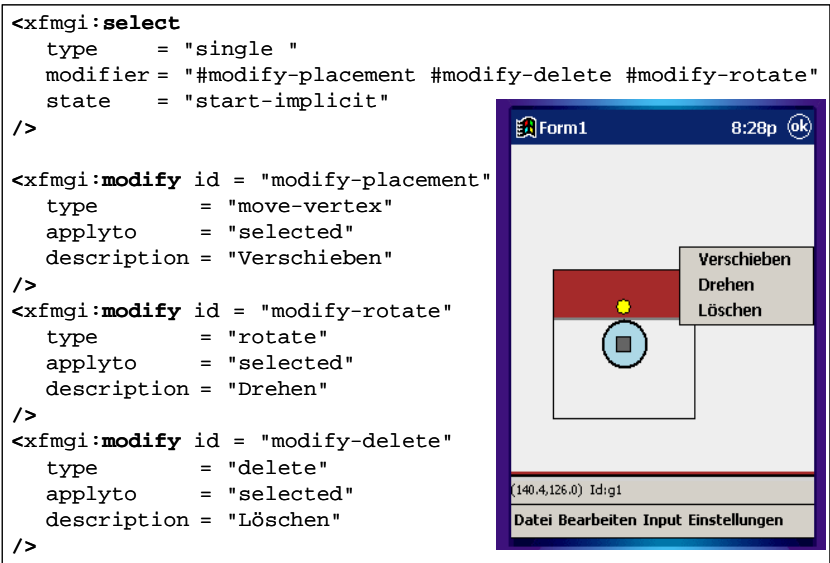 <xfmgi:select
type = "single "
modifier = "#modify-placement #modify-delete #modify-rotate"
state = "start-implicit"
/>
<xfmgi:modify id = "modify-placement"
type = "move-vertex"
applyto = "selected"
description = "Verschieben"
/>
<xfmgi:modify id = "modify-rotate"
type = "rotate"
applyto = "selected"
description = "Drehen"
/>
<xfmgi:modify id = "modify-delete"
type = "delete"
applyto = "selected"
description = "Löschen"
/>
Form1 8:28p ok
Verschieben
Drehen
Löschen
(140.4,126.0) Id:g1
Datei Bearbeiten Input Einstellungen